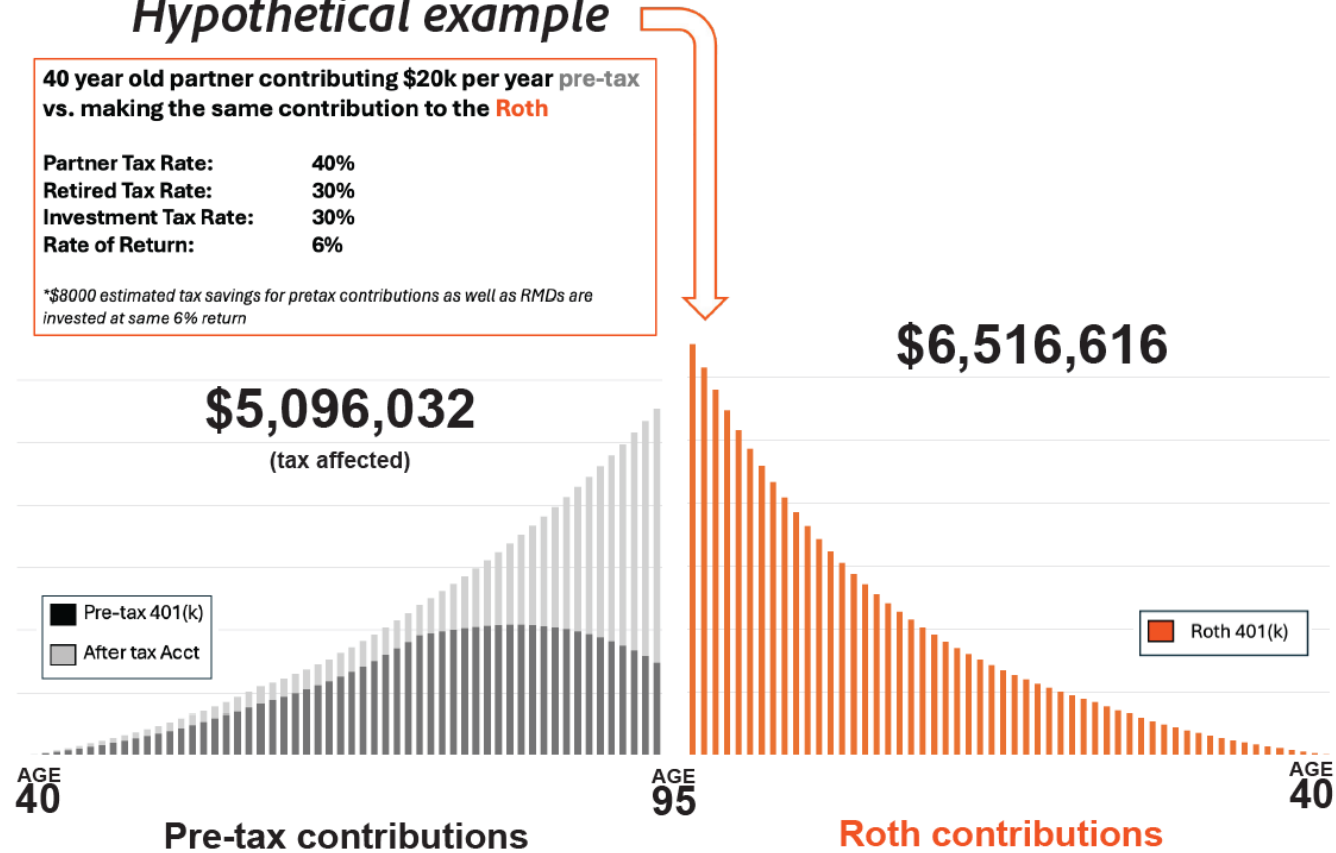 Hypothetical example
40 year old partner contributing $20k per year pre-tax
vs. making the same contribution to the Roth
Partner Tax Rate: 40%
Retired Tax Rate: 30%
Investment Tax Rate: 30%
Rate of Return: 6%
*$8000 estimated tax savings for pretax contributions as well as RMDs are
invested at same 6% return
$5,096,032
(tax affected)
$6,516,616
Pre-tax 401(k)
After tax Acct
Roth 401(k)
AGE
40
AGE
95
AGE
40
Pre-tax contributions
Roth contributions